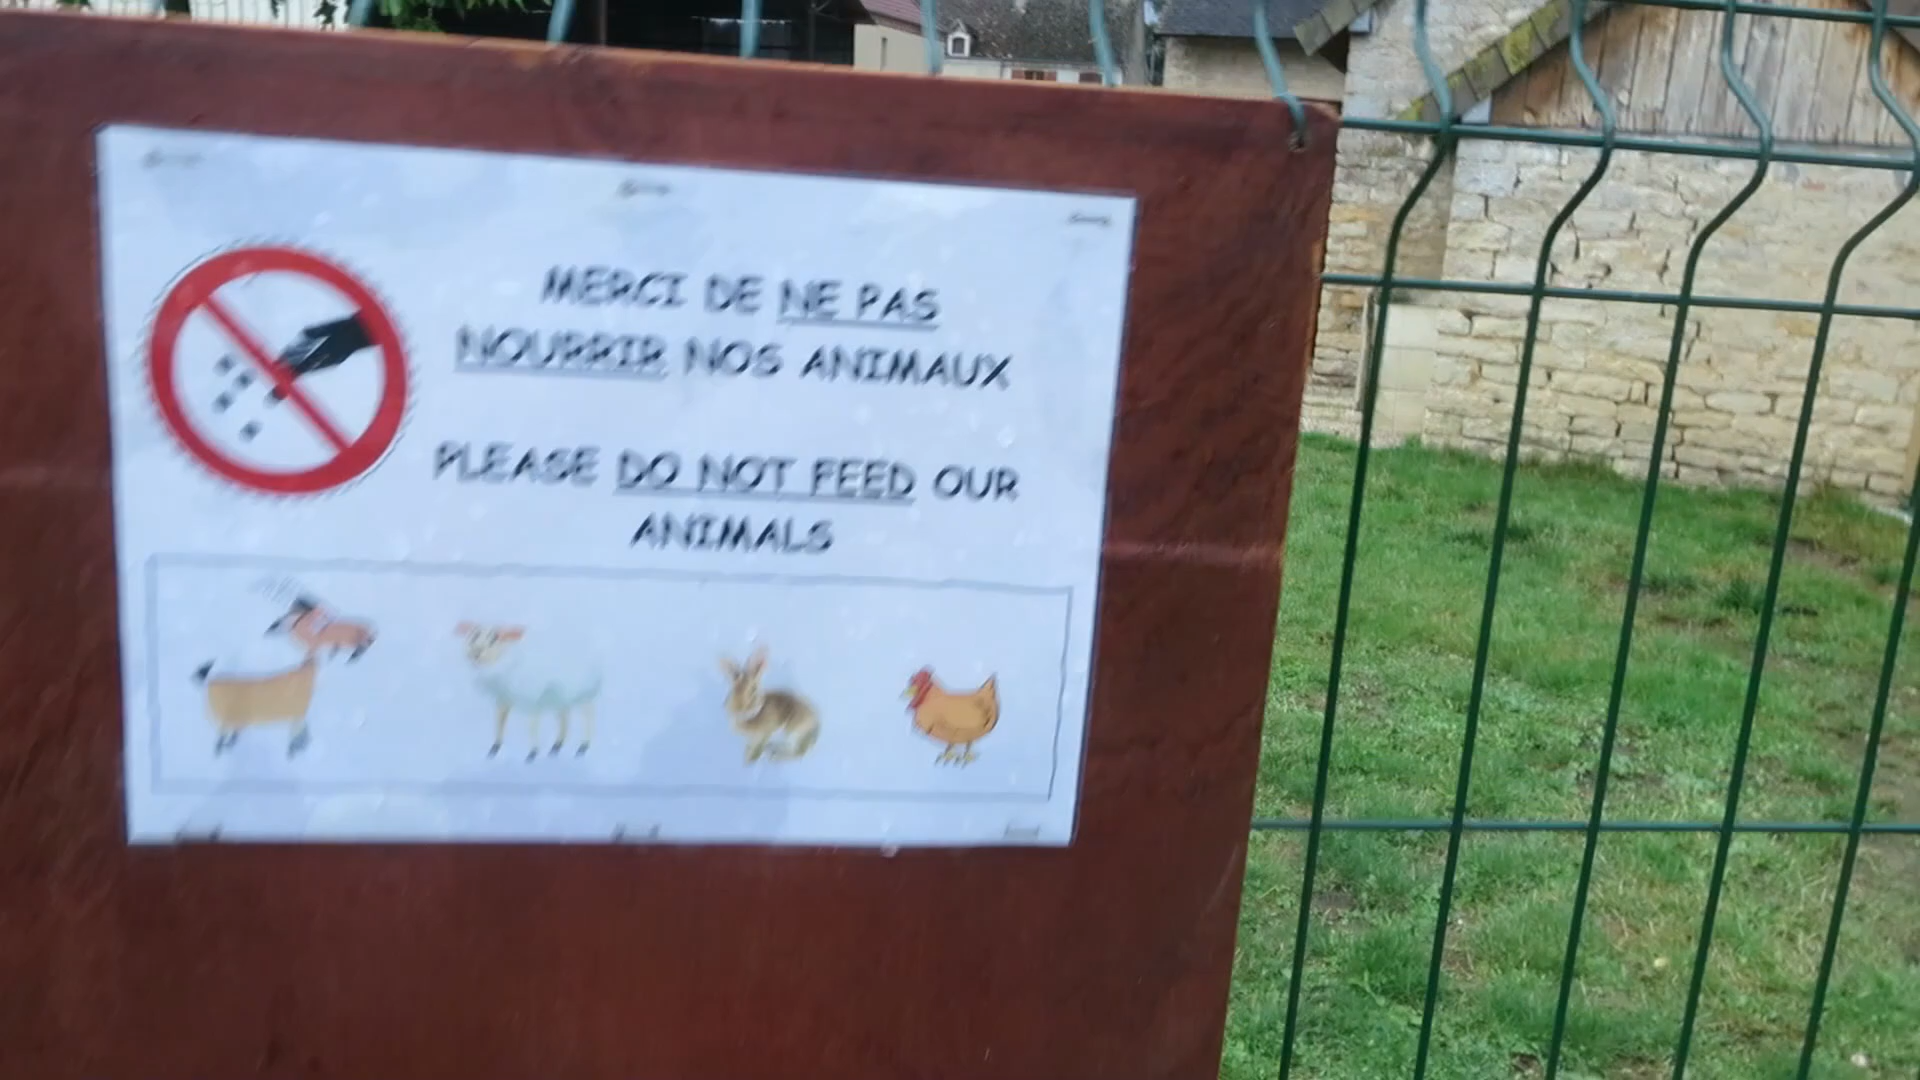 MERCI DE NE PAS
NOURRIR NOS ANIMAUX
PLEASE DO NOT FEED OUR
ANIMALS